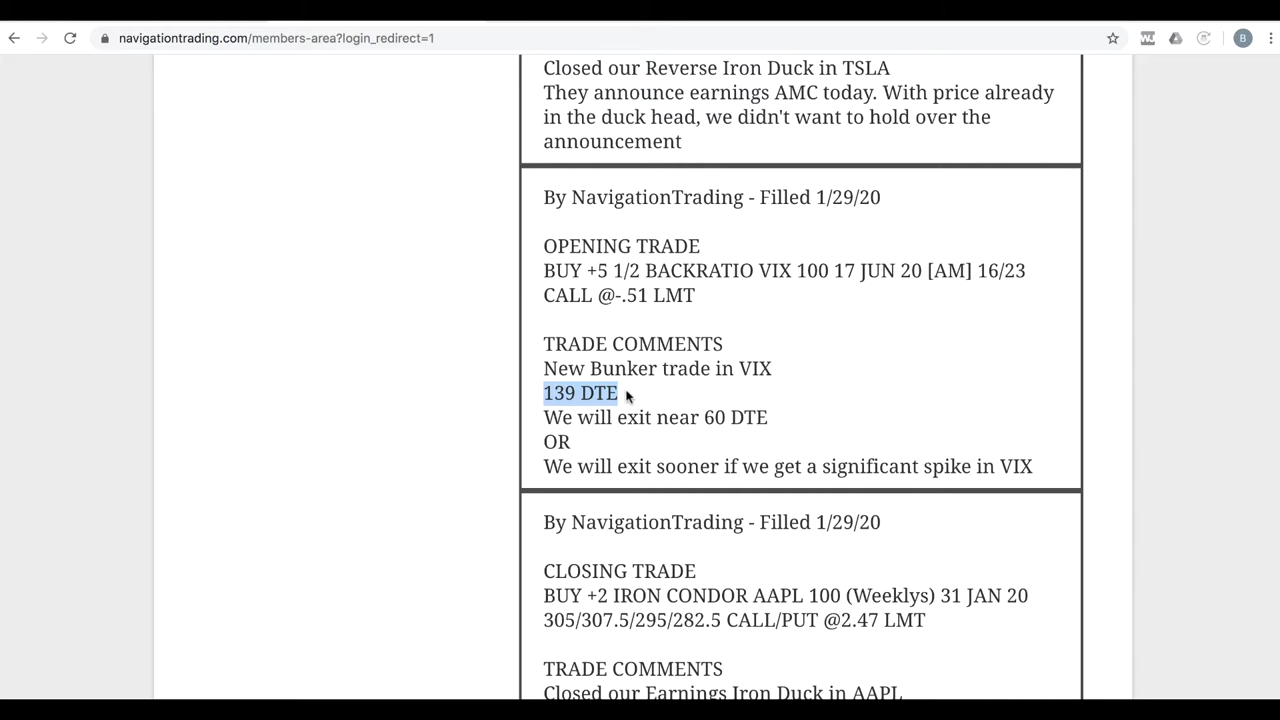 navigationtrading.com/members-area?login_redirect=1
B
Closed our Reverse Iron Duck in TSLA
They announce earnings AMC today. With price already
in the duck head, we didn't want to hold over the
announcement
By NavigationTrading - Filled 1/29/20
OPENING TRADE
BUY +5 1/2 BACKRATIO VIX 100 17 JUN 20 [AM] 16/23
CALL @-.51 LMT
TRADE COMMENTS
New Bunker trade in VIX
139 DTE
We will exit near 60 DTE
OR
We will exit sooner if we get a significant spike in VIX
By NavigationTrading - Filled 1/29/20
CLOSING TRADE
BUY +2 IRON CONDOR AAPL 100 (Weeklys) 31 JAN 20
305/307.5/295/282.5 CALL/PUT @2.47 LMT
TRADE COMMENTS
Closed our Earnings Iron Duck in AAPL